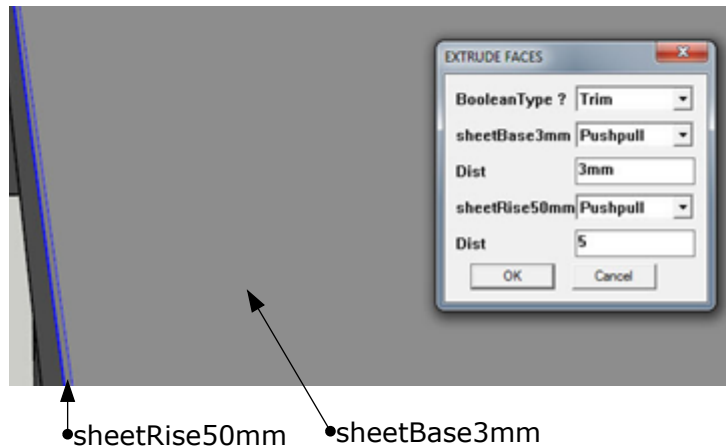 EXTRUDE FACES
BooleanType ? Trim
sheetBase3mm Pushpull
Dist 3mm
sheetRise50mm Pushpull
Dist 5
OK Cancel
sheetRise50mm sheetBase3mm